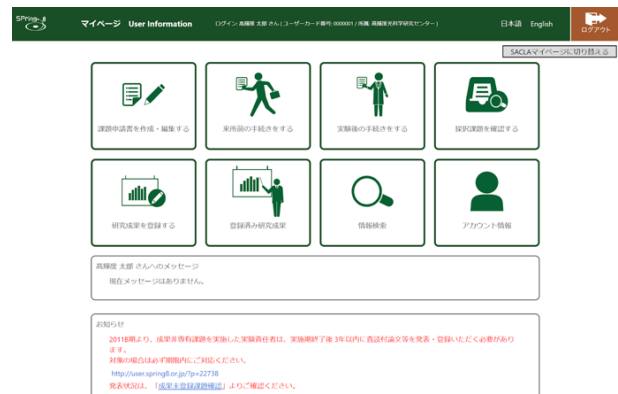 SPring-8
マイページ User Information
ログイン: 高輝度 太郎 さん ( ユーザーカード番号: 0000001 / 所属: 高輝度光科学研究センター )
日本語 English
ログアウト
SACLAマイページに切り替える
課題申請書を作成・編集する
来所前の手続きをする
実験後の手続きをする
採択課題を確認する
研究成果を登録する
登録済み研究成果
情報検索
アカウント情報
高輝度 太郎 さんへのメッセージ
現在メッセージはありません。
お知らせ
2011B期より、成果非専有課題を実施した実験責任者は、実施期終了後 3年以内に査読付論文等を発表・登録いただく必要があり
ます。
対象の場合は必ず期限内にご対応ください。
http://user.spring8.or.jp/?p=22738
発表状況は、「成果未登録課題確認」よりご確認ください。